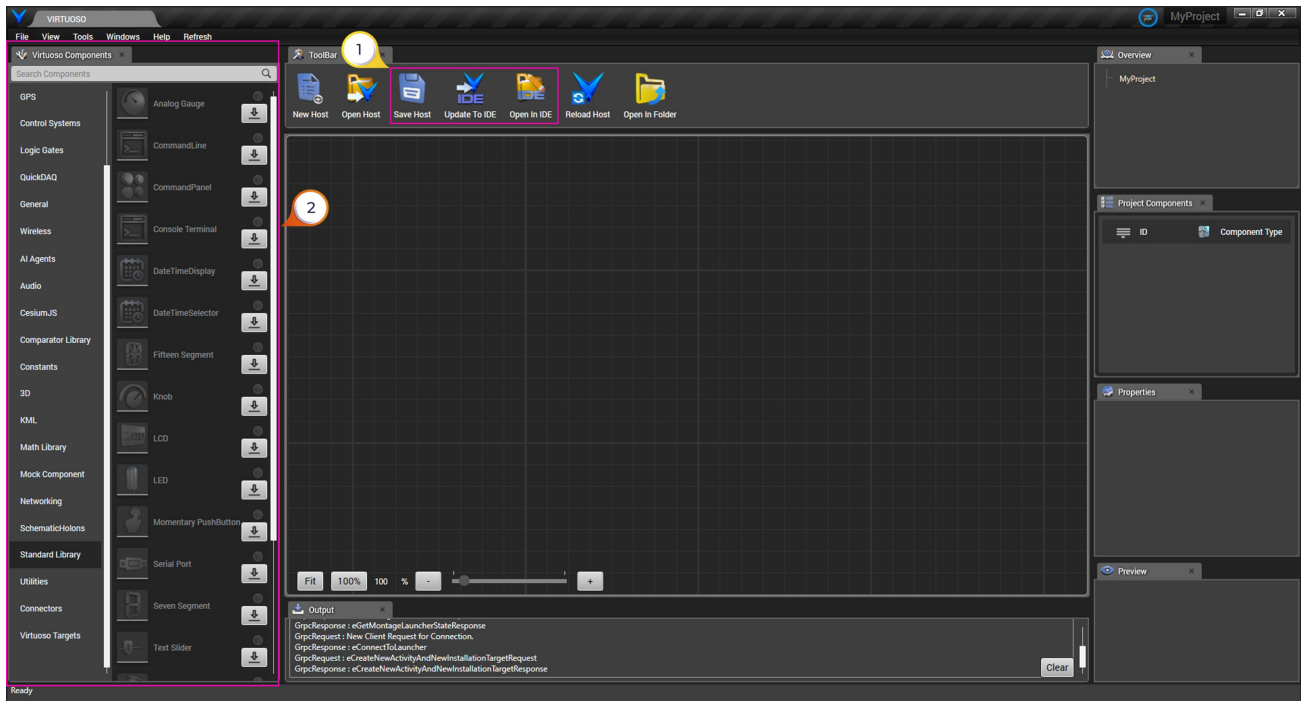 VIRTUOSO
MyProject
File View Tools Windows Help Refresh
Virtuoso Components
Search Components
GPS
Control Systems
Logic Gates
QuickDAQ
General
Wireless
AI Agents
Audio
CesiumJS
Comparator Library
Constants
3D
KML
Math Library
Mock Component
Networking
SchematicHolons
Standard Library
Utilities
Connectors
Virtuoso Targets
Analog Gauge
CommandLine
CommandPanel
Console Terminal
DateTimeDisplay
DateTimeSelector
Fifteen Segment
Knob
LCD
LED
Momentary PushButton
Serial Port
Seven Segment
Text Slider
2
ToolBar
1
New Host Open Host Save Host Update To IDE Open In IDE Reload Host Open In Folder
Fit 100% 100 % - +
Output
GrpcResponse : eGetMontageLauncherStateResponse
GrpcRequest : New Client Request for Connection.
GrpcResponse : eConnectToLauncher
GrpcRequest : eCreateNewActivityAndNewInstallationTargetRequest
GrpcResponse : eCreateNewActivityAndNewInstallationTargetResponse
Clear
Overview
MyProject
Project Components
ID Component Type
Properties
Preview
Ready